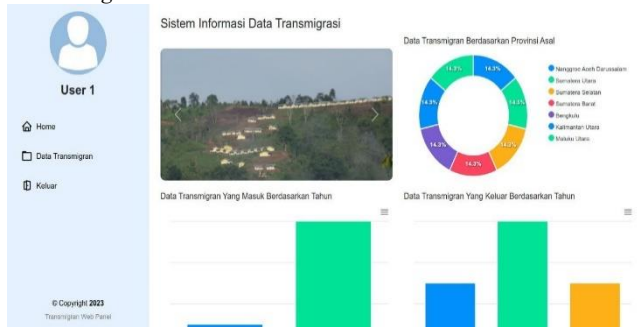 Sistem Informasi Data Transmigrasi
User 1
Home
Data Transmigran
Keluar
© Copyright 2023
Transmigran Web Panel
Data Transmigran Berdasarkan Provinsi Asal
14.3%
14.3%
14.3%
14.3%
14.3%
14.3%
14.3%
Nanggroe Aceh Darussalam
Sumatera Utara
Sumatera Selatan
Sumatera Barat
Bengkulu
Kalimantan Utara
Maluku Utara
Data Transmigran Yang Masuk Berdasarkan Tahun
Data Transmigran Yang Keluar Berdasarkan Tahun